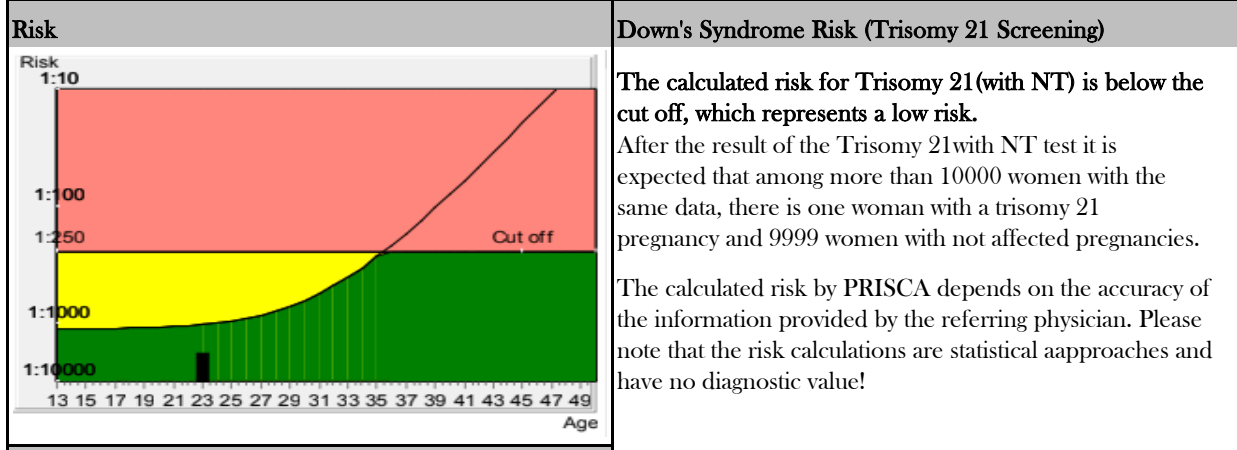 Risk
Risk
1:10
1:100
1:250
Cut off
1:1000
1:10000
13 15 17 19 21 23 25 27 29 31 33 35 37 39 41 43 45 47 49
Age
Down's Syndrome Risk (Trisomy 21 Screening)
The calculated risk for Trisomy 21(with NT) is below the
cut off, which represents a low risk.
After the result of the Trisomy 21with NT test it is
expected that among more than 10000 women with the
same data, there is one woman with a trisomy 21
pregnancy and 9999 women with not affected pregnancies.
The calculated risk by PRISCA depends on the accuracy of
the information provided by the referring physician. Please
note that the risk calculations are statistical aapproaches and
have no diagnostic value!